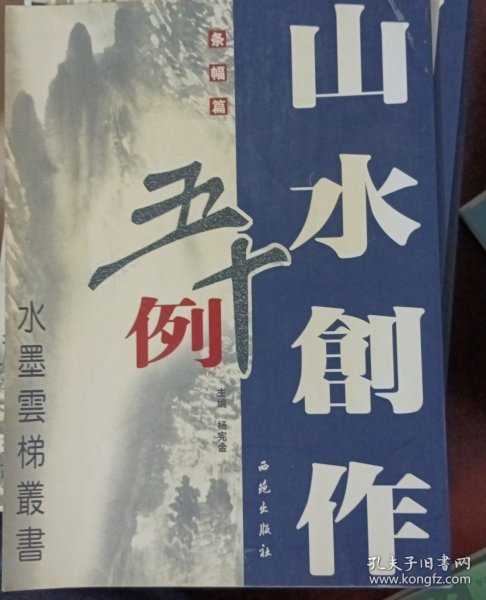 山水創作
五十例
条幅篇
水墨雲梯叢書
主编 杨宪金
西苑出版社
孔夫子旧书网
www.kongfz.com